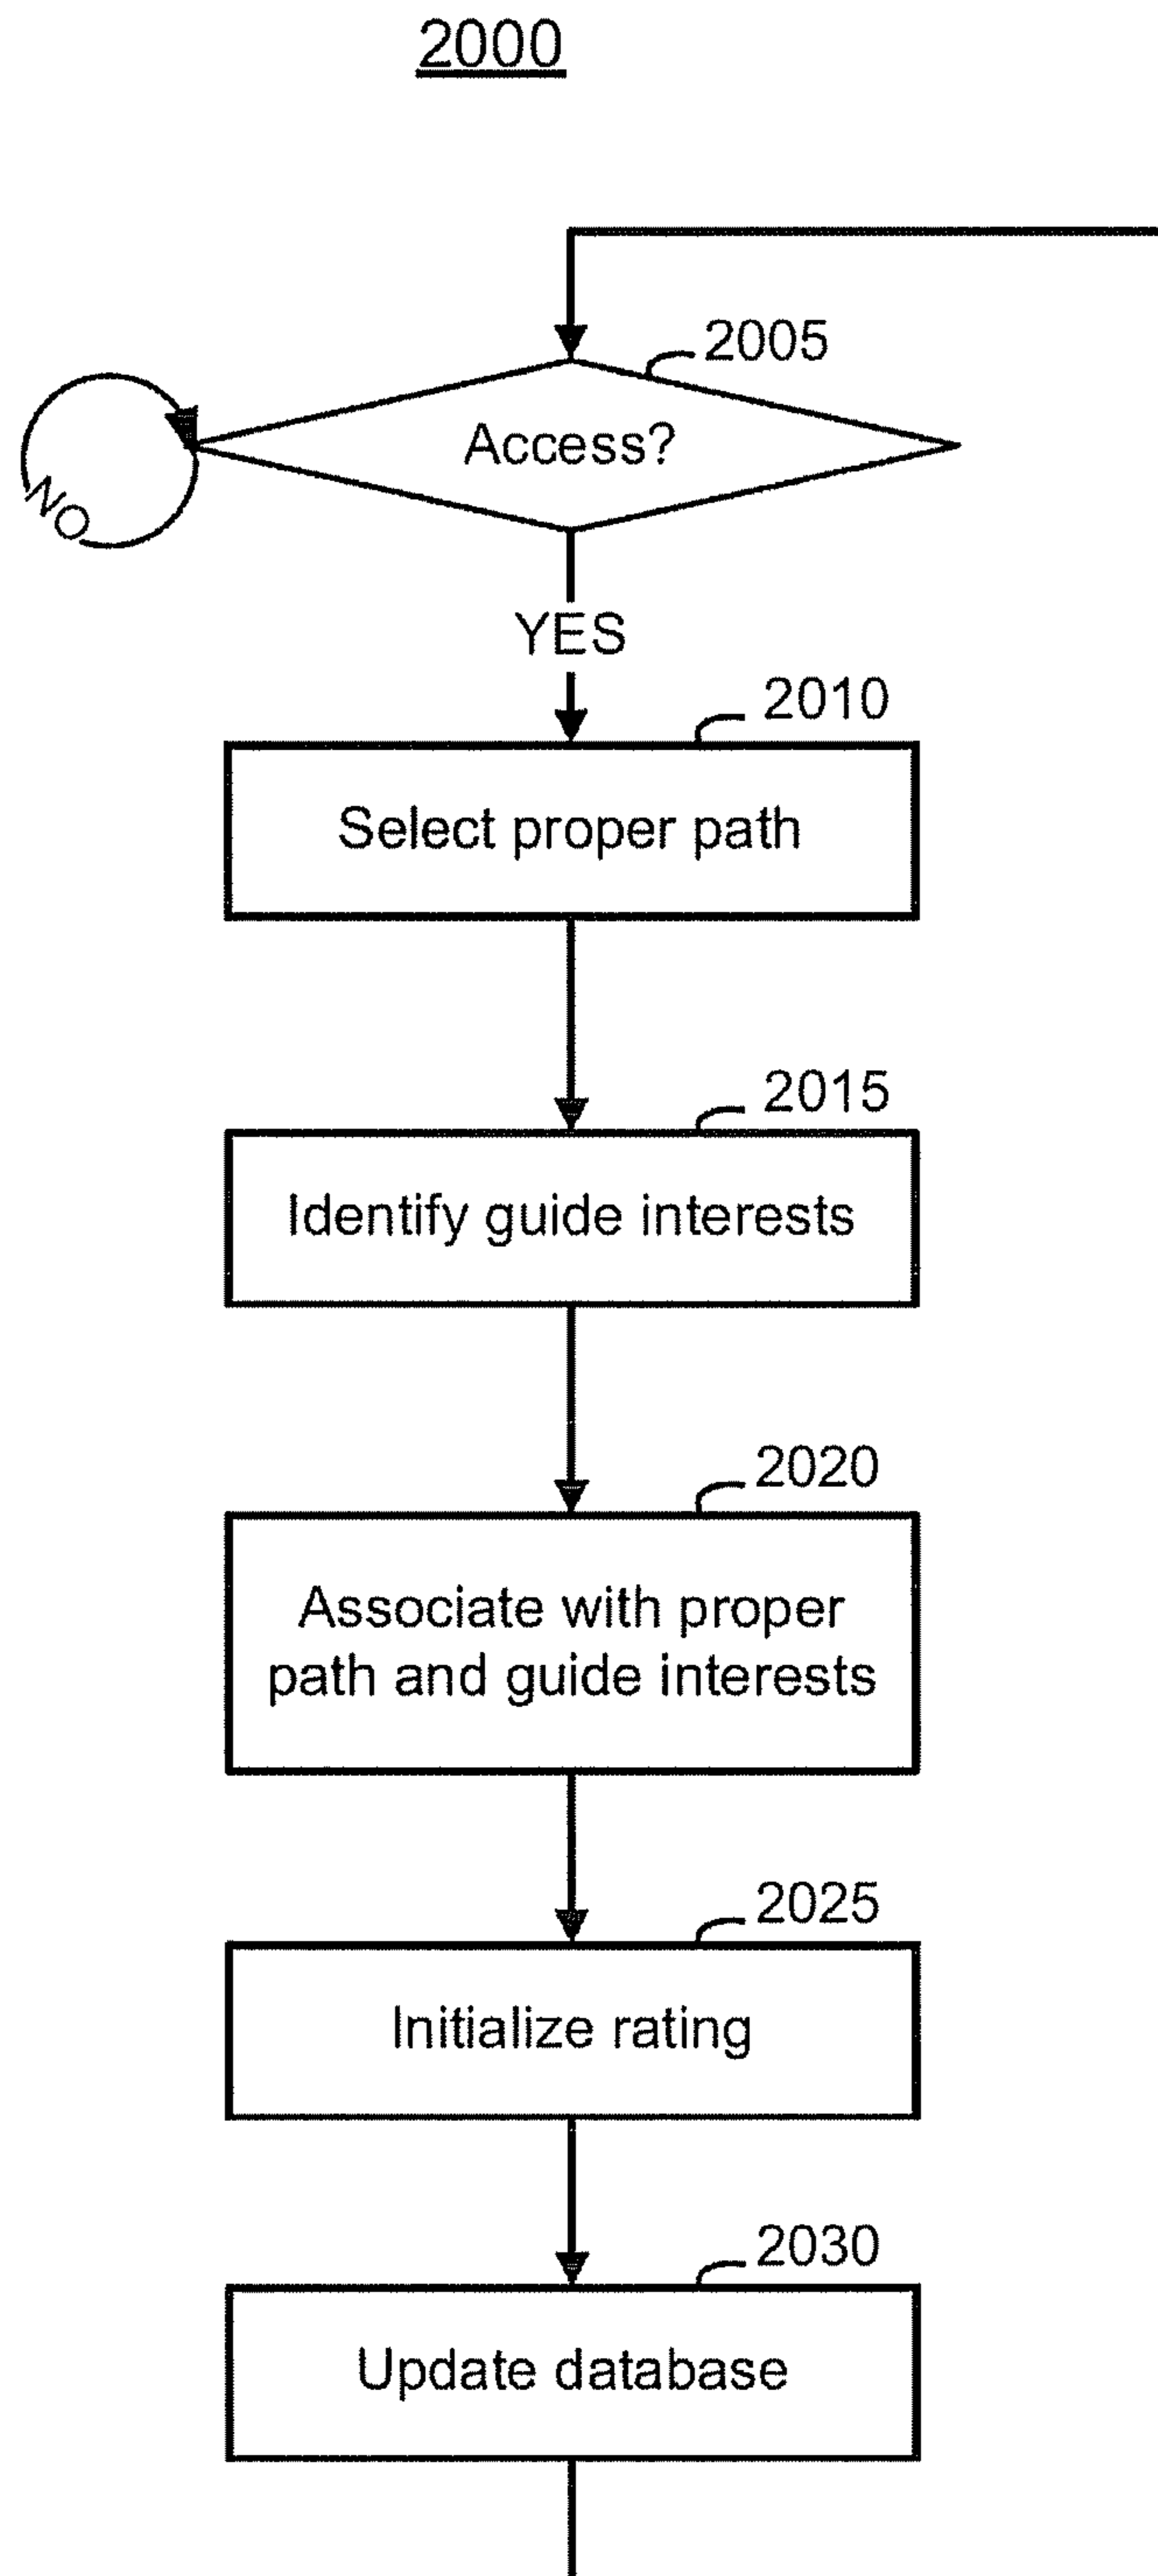 2000
2005
Access?
NO
YES
2010
Select proper path
2015
Identify guide interests
2020
Associate with proper
path and guide interests
2025
Initialize rating
2030
Update database